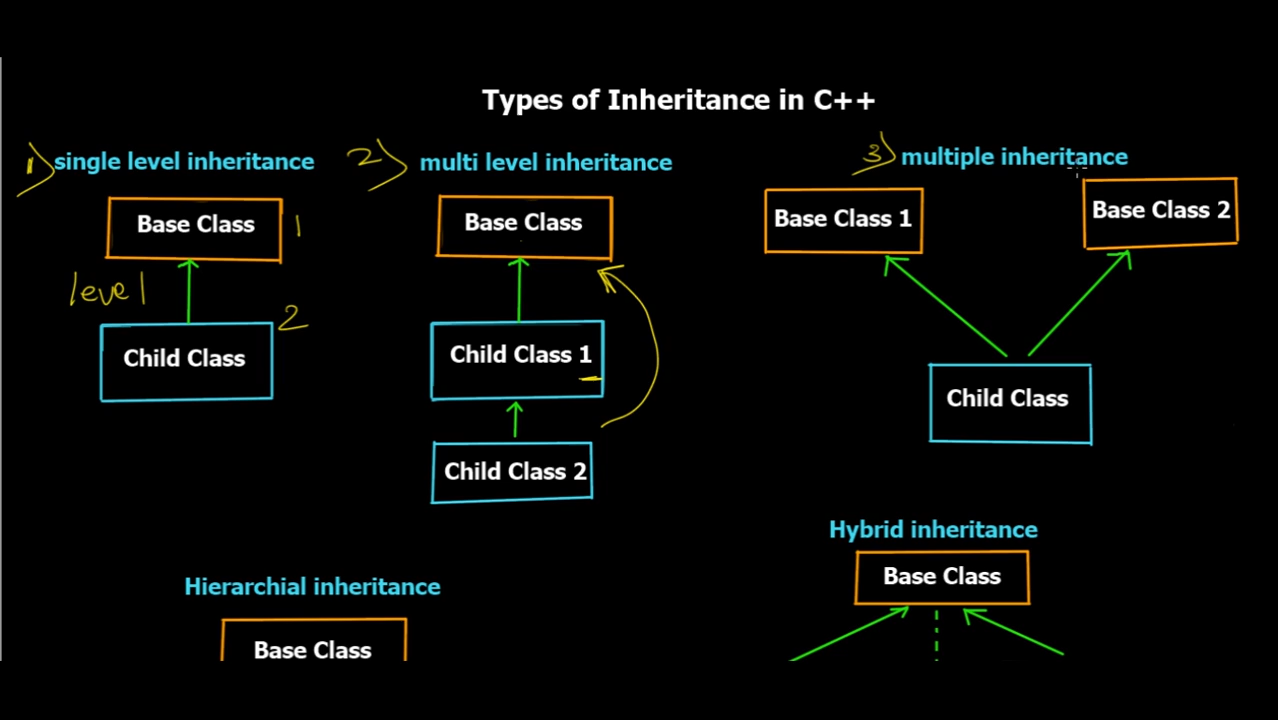 Types of Inheritance in C++
1) single level inheritance
Base Class 1
level
Child Class 2
2) multi level inheritance
Base Class
Child Class 1
Child Class 2
3) multiple inheritance
Base Class 1
Base Class 2
Child Class
Hierarchial inheritance
Base Class
Hybrid inheritance
Base Class